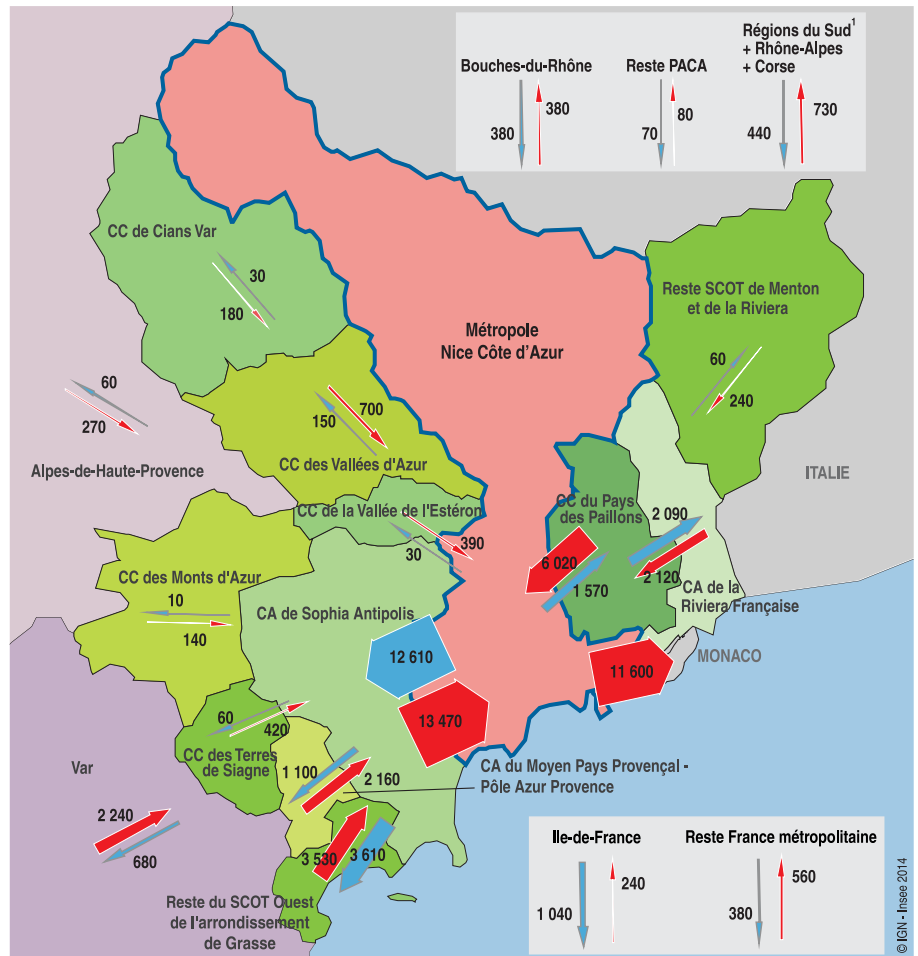 Régions du Sud¹
+ Rhône-Alpes
+ Corse
Bouches-du-Rhône
Reste PACA
380
380
70
80
440
730
CC de Cians Var
30
180
Reste SCOT de Menton
et de la Riviera
60
240
Métropole
Nice Côte d'Azur
60
270
Alpes-de-Haute-Provence
700
150
CC des Vallées d'Azur
ITALIE
CC de la Vallée de l'Estéron
390
30
CC du Pays
des Paillons
2 090
6 020
1 570
2 120
CA de la
Riviera Française
CC des Monts d'Azur
10
140
CA de Sophia Antipolis
12 610
13 470
11 600
MONACO
60
420
CC des Terres
de Siagne
Var
1 100
2 160
CA du Moyen Pays Provençal -
Pôle Azur Provence
2 240
680
3 530
3 610
Reste du SCOT Ouest
de l'arrondissement
de Grasse
Ile-de-France
Reste France métropolitaine
1 040
240
380
560
© IGN - Insee 2014